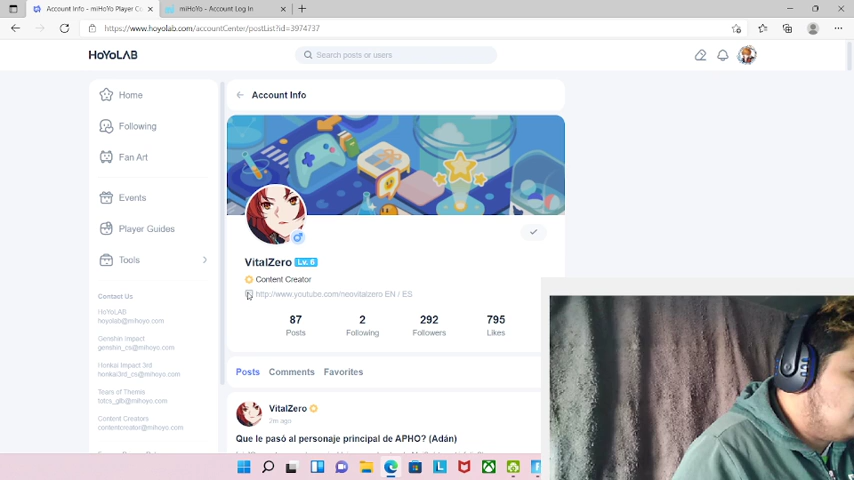 Account Info - miHoYo Player Ce
miHoYo - Account Log In
https://www.hoyolab.com/accountCenter/postList?id=3974737
HoYoLAB
Search posts or users
Home
Following
Fan Art
Events
Player Guides
Tools
Contact Us
HoYoLAB
hoyolab@mihoyo.com
Genshin Impact
genshin_cs@mihoyo.com
Honkai Impact 3rd
honkai3rd_cs@mihoyo.com
Tears of Themis
totcs_glb@mihoyo.com
Content Creators
contentcreator@mihoyo.com
Account Info
VitalZero Lv. 6
Content Creator
http://www.youtube.com/neovitalzero EN / ES
87 2 292 795
Posts Following Followers Likes
Posts Comments Favorites
VitalZero
2m ago
Que le pasó al personaje principal de APHO? (Adán)